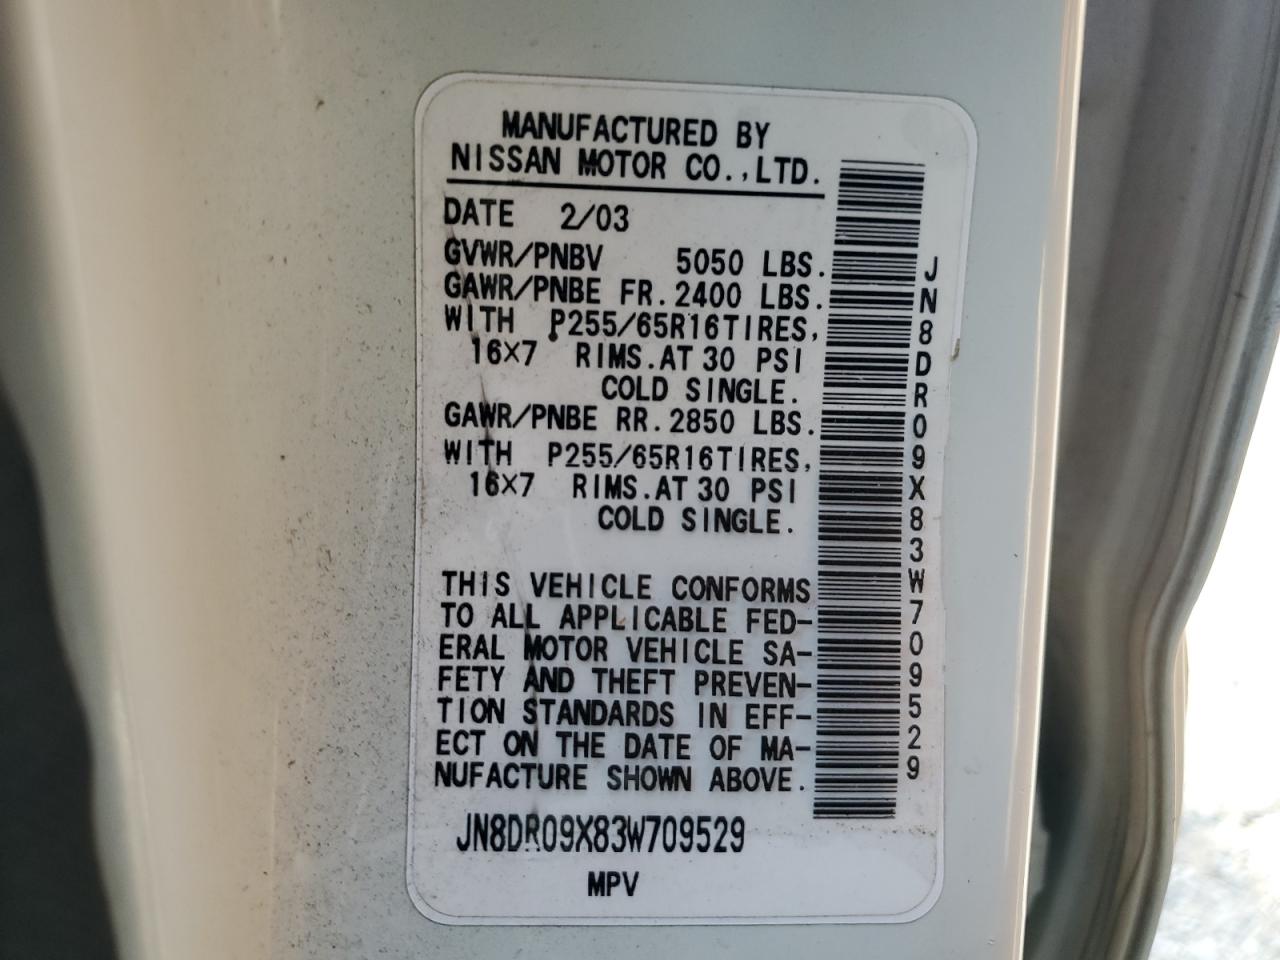 MANUFACTURED BY
NISSAN MOTOR CO.,LTD.
DATE 2/03
GVWR/PNBV 5050 LBS.
GAWR/PNBE FR.2400 LBS.
WITH P255/65R16TIRES,
16×7 RIMS.AT 30 PSI
COLD SINGLE.
GAWR/PNBE RR.2850 LBS.
WITH P255/65R16TIRES,
16×7 RIMS.AT 30 PSI
COLD SINGLE.
THIS VEHICLE CONFORMS
TO ALL APPLICABLE FED-
ERAL MOTOR VEHICLE SA-
FETY AND THEFT PREVEN-
TION STANDARDS IN EFF-
ECT ON THE DATE OF MA-
NUFACTURE SHOWN ABOVE.
JN8DR09X83W709529
MPV
JN8DR09X83W709529